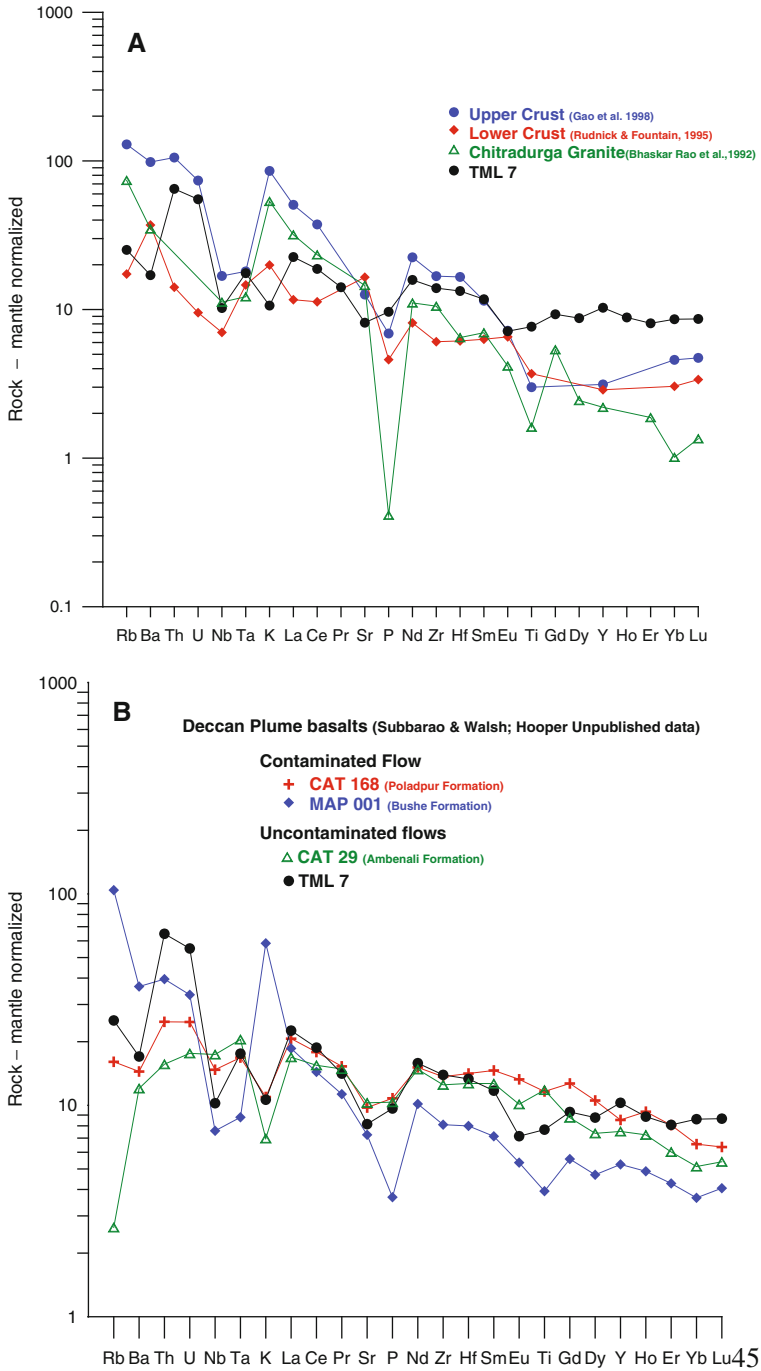 1000
A
Upper Crust (Gao et al. 1998)
Lower Crust (Rudnick & Fountain, 1995)
Chitradurga Granite(Bhaskar Rao et al.,1992)
TML 7
100
10
1
0.1
Rock – mantle normalized
Rb Ba Th U Nb Ta K La Ce Pr Sr P Nd Zr Hf Sm Eu Ti Gd Dy Y Ho Er Yb Lu
1000
B
Deccan Plume basalts (Subbarao & Walsh; Hooper Unpublished data)
Contaminated Flow
CAT 168 (Poladpur Formation)
MAP 001 (Bushe Formation)
Uncontaminated flows
CAT 29 (Ambenali Formation)
TML 7
100
10
1
Rock – mantle normalized
Rb Ba Th U Nb Ta K La Ce Pr Sr P Nd Zr Hf Sm Eu Ti Gd Dy Y Ho Er Yb Lu
45